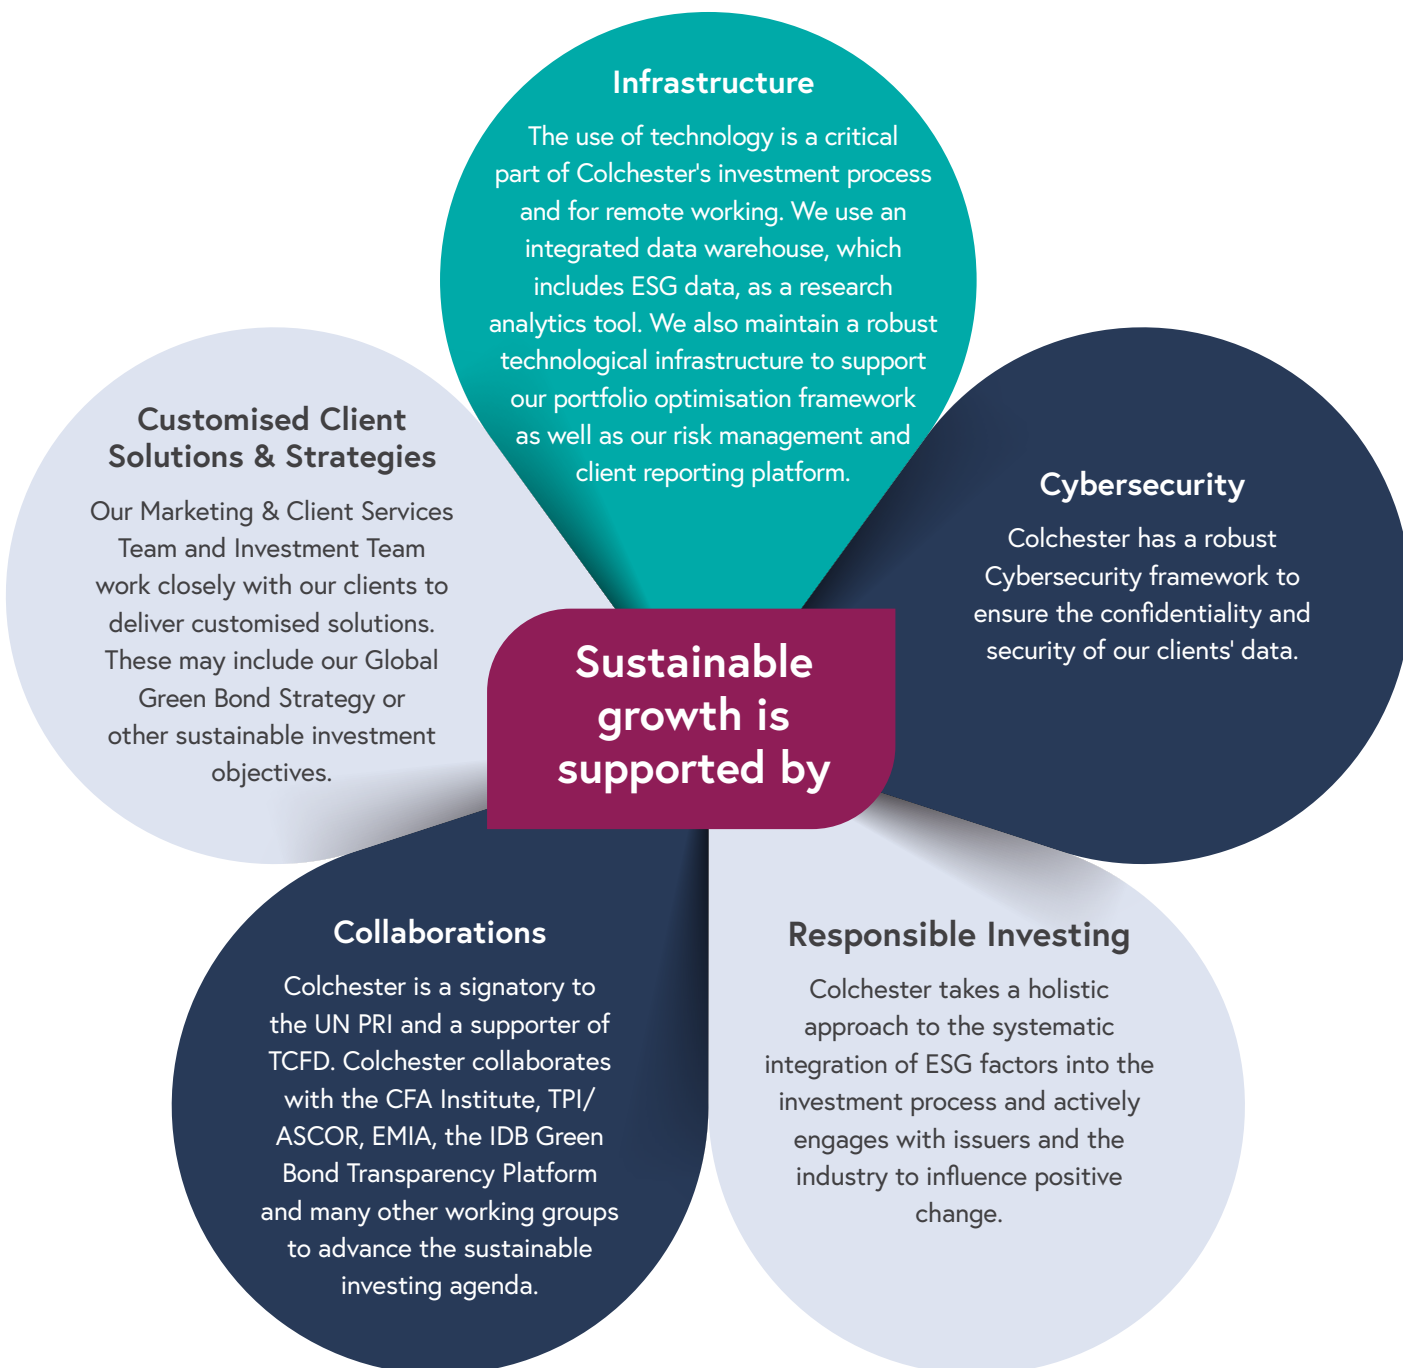 Infrastructure
The use of technology is a critical
part of Colchester's investment process
and for remote working. We use an
integrated data warehouse, which
includes ESG data, as a research
analytics tool. We also maintain a robust
technological infrastructure to support
our portfolio optimisation framework
as well as our risk management and
client reporting platform.
Customised Client
Solutions & Strategies
Our Marketing & Client Services
Team and Investment Team
work closely with our clients to
deliver customised solutions.
These may include our Global
Green Bond Strategy or
other sustainable investment
objectives.
Cybersecurity
Colchester has a robust
Cybersecurity framework to
ensure the confidentiality and
security of our clients' data.
Sustainable
growth is
supported by
Collaborations
Colchester is a signatory to
the UN PRI and a supporter of
TCFD. Colchester collaborates
with the CFA Institute, TPI/
ASCOR, EMIA, the IDB Green
Bond Transparency Platform
and many other working groups
to advance the sustainable
investing agenda.
Responsible Investing
Colchester takes a holistic
approach to the systematic
integration of ESG factors into the
investment process and actively
engages with issuers and the
industry to influence positive
change.